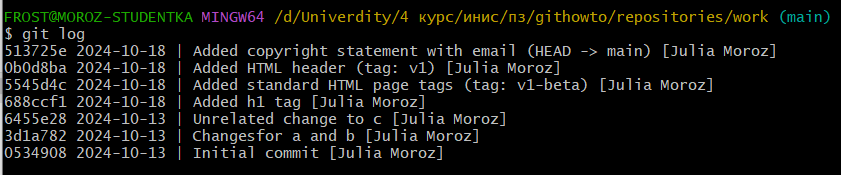 FROST@MOROZ-STUDENTKA MINGW64 /d/Univerdity/4 курс/инис/пз/githowto/repositories/work (main)
$ git log
513725e 2024-10-18 | Added copyright statement with email (HEAD -> main) [Julia Moroz]
0b0d8ba 2024-10-18 | Added HTML header (tag: v1) [Julia Moroz]
5545d4c 2024-10-18 | Added standard HTML page tags (tag: v1-beta) [Julia Moroz]
688ccf1 2024-10-18 | Added h1 tag [Julia Moroz]
6455e28 2024-10-13 | Unrelated change to c [Julia Moroz]
3d1a782 2024-10-13 | Changesfor a and b [Julia Moroz]
0534908 2024-10-13 | Initial commit [Julia Moroz]